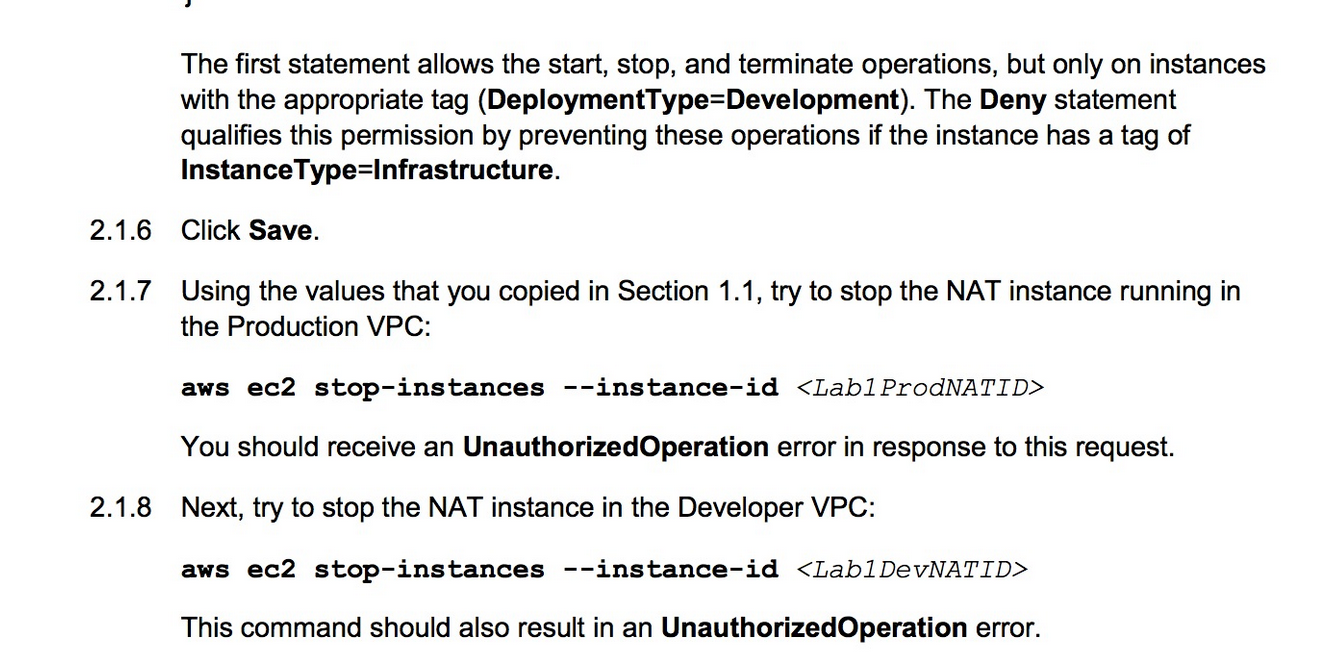 }
The first statement allows the start, stop, and terminate operations, but only on instances
with the appropriate tag (DeploymentType=Development). The Deny statement
qualifies this permission by preventing these operations if the instance has a tag of
InstanceType=Infrastructure.
2.1.6 Click Save.
2.1.7 Using the values that you copied in Section 1.1, try to stop the NAT instance running in
the Production VPC:
aws ec2 stop-instances --instance-id <Lab1ProdNATID>
You should receive an UnauthorizedOperation error in response to this request.
2.1.8 Next, try to stop the NAT instance in the Developer VPC:
aws ec2 stop-instances --instance-id <Lab1DevNATID>
This command should also result in an UnauthorizedOperation error.